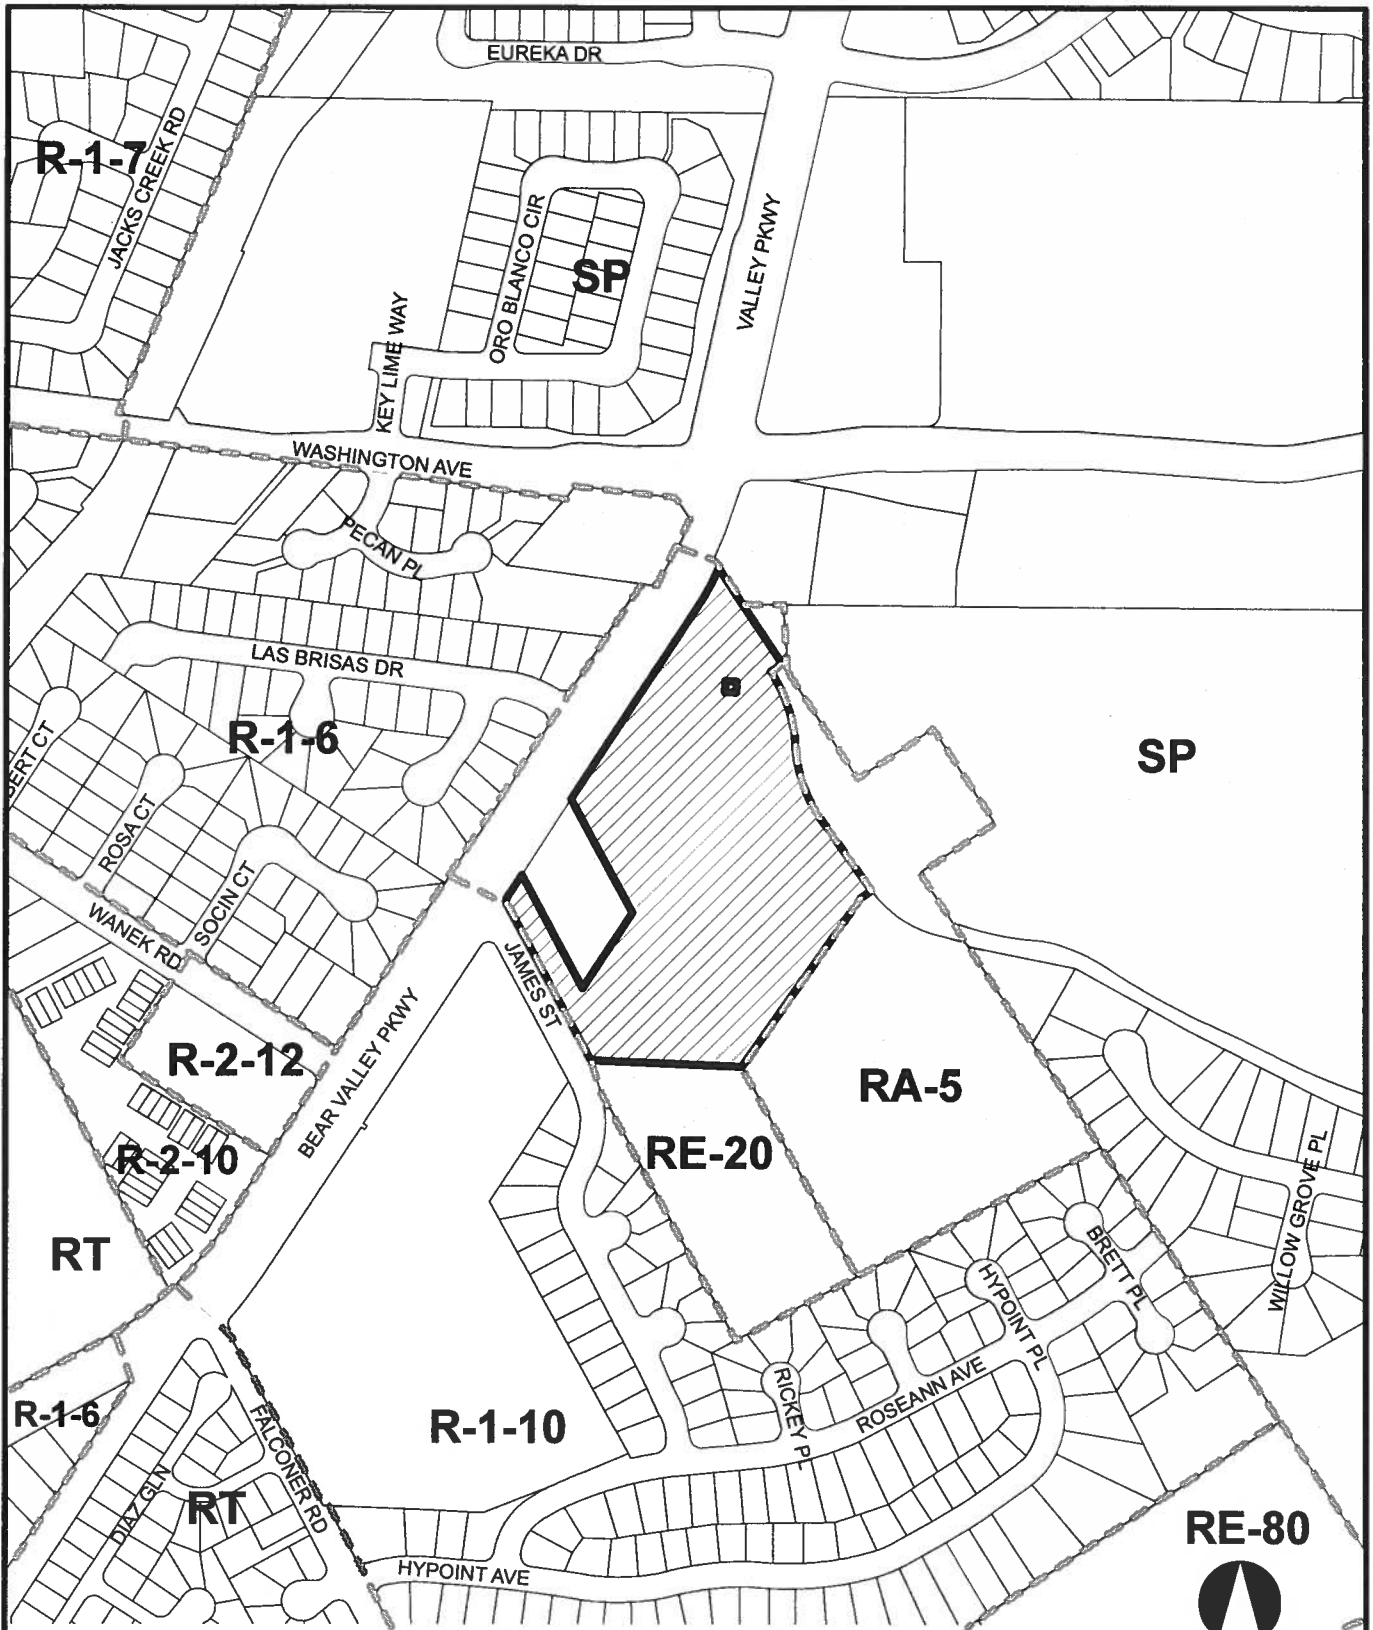 EUREKA DR
R-1-7
JACKS CREEK RD
ORO BLANCO CIR
SP
VALLEY PKWY
KEY LIME WAY
WASHINGTON AVE
PECAN PL
LAS BRISAS DR
R-1-6
SP
ROSA CT
SOCIN CT
WANEK RD
JAMES ST
R-2-12
BEAR VALLEY PKWY
RA-5
R-2-10
RE-20
WILLOW GROVE PL
RT
BRETT PL
HYPOINT PL
RICKEY PL
ROSEANN AVE
R-1-6
R-1-10
FALCONER RD
DIAZ GLN
RT
RE-80
HYPOINT AVE